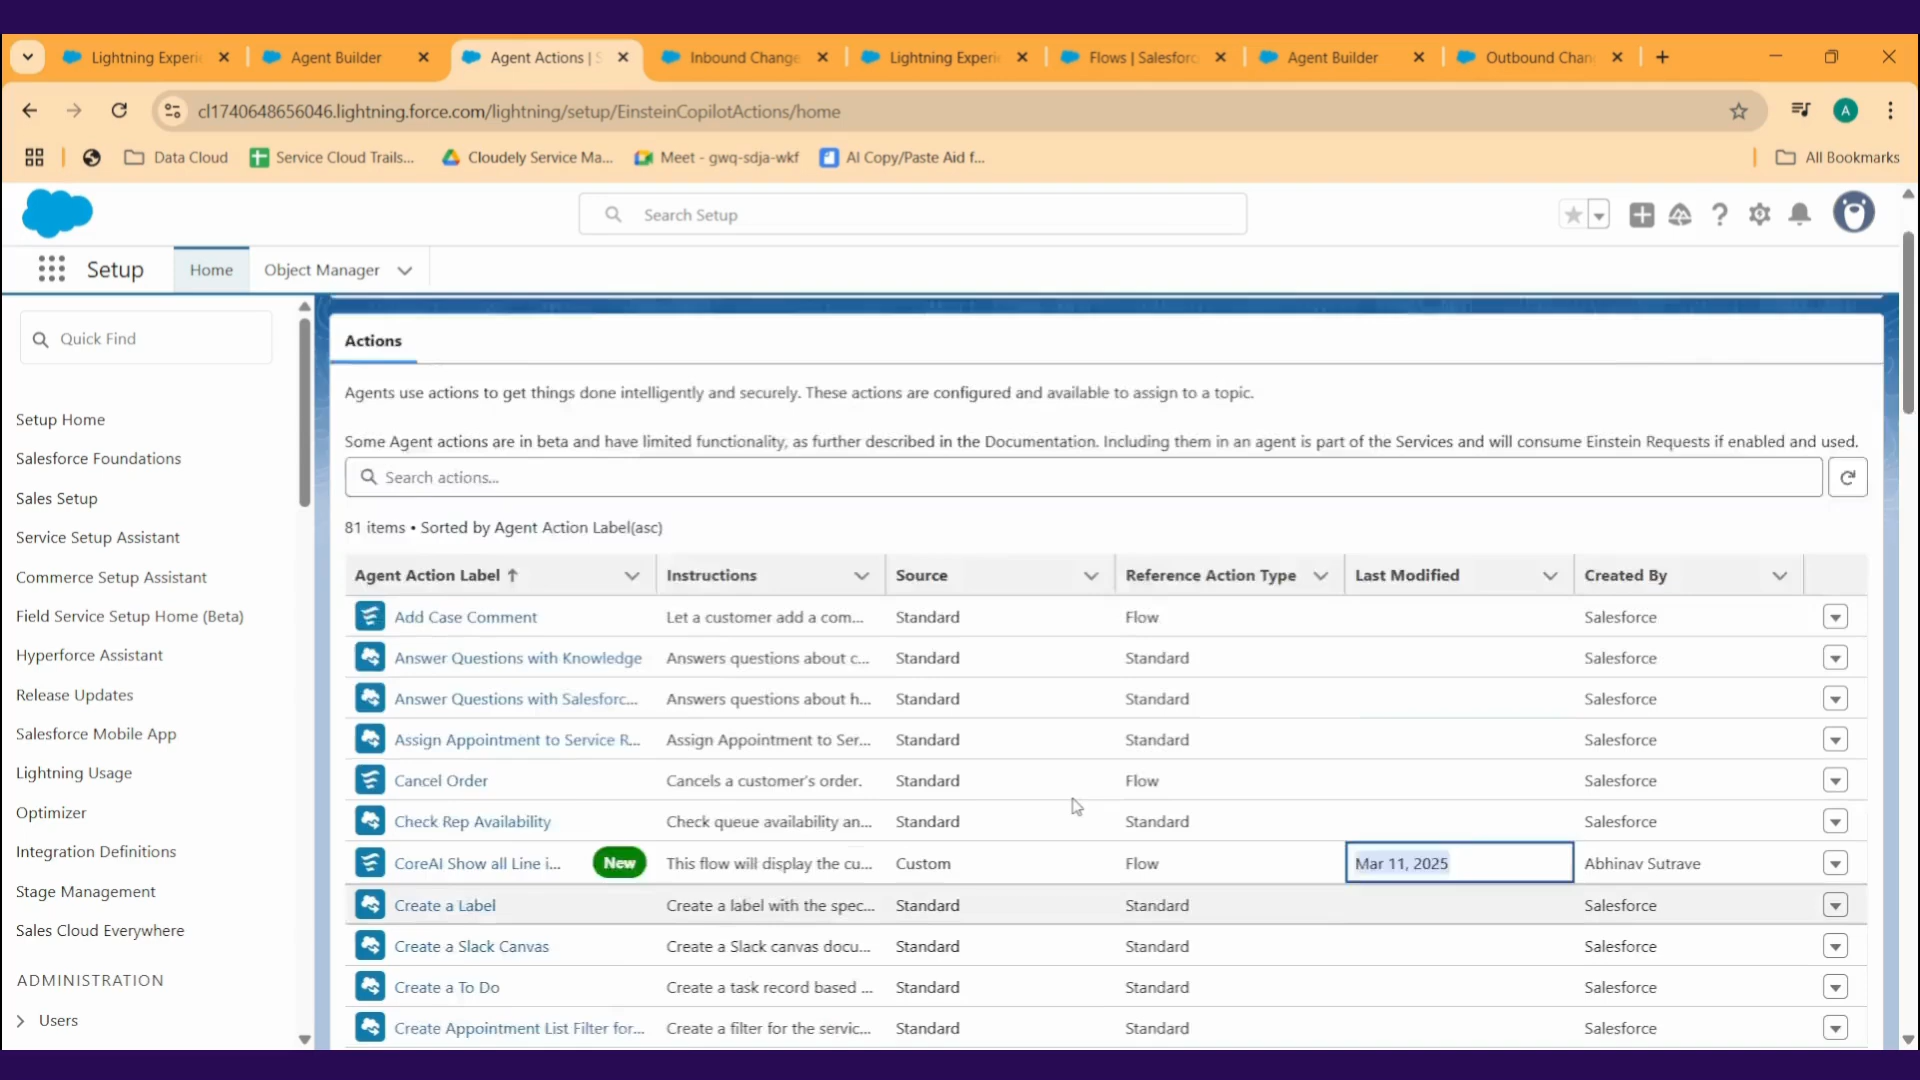 Lightning Experi
Agent Builder
Agent Actions | S
Inbound Change
Lightning Experi
Flows | Salesforc
Agent Builder
Outbound Chan
cl1740648656046.lightning.force.com/lightning/setup/EinsteinCopilotActions/home
A
Data Cloud
Service Cloud Trails...
Cloudely Service Ma...
Meet - gwq-sdja-wkf
AI Copy/Paste Aid f...
All Bookmarks
Search Setup
Setup
Home
Object Manager
Quick Find
Setup Home
Salesforce Foundations
Sales Setup
Service Setup Assistant
Commerce Setup Assistant
Field Service Setup Home (Beta)
Hyperforce Assistant
Release Updates
Salesforce Mobile App
Lightning Usage
Optimizer
Integration Definitions
Stage Management
Sales Cloud Everywhere
ADMINISTRATION
Users
Actions
Agents use actions to get things done intelligently and securely. These actions are configured and available to assign to a topic.
Some Agent actions are in beta and have limited functionality, as further described in the Documentation. Including them in an agent is part of the Services and will consume Einstein Requests if enabled and used.
Search actions...
81 items • Sorted by Agent Action Label(asc)
Agent Action Label ↑ Instructions Source Reference Action Type Last Modified Created By
Add Case Comment Let a customer add a com... Standard Flow Salesforce
Answer Questions with Knowledge Answers questions about c... Standard Standard Salesforce
Answer Questions with Salesforc... Answers questions about h... Standard Standard Salesforce
Assign Appointment to Service R... Assign Appointment to Ser... Standard Standard Salesforce
Cancel Order Cancels a customer's order. Standard Flow Salesforce
Check Rep Availability Check queue availability an... Standard Standard Salesforce
CoreAI Show all Line i... New This flow will display the cu... Custom Flow Mar 11, 2025 Abhinav Sutrave
Create a Label Create a label with the spec... Standard Standard Salesforce
Create a Slack Canvas Create a Slack canvas docu... Standard Standard Salesforce
Create a To Do Create a task record based ... Standard Standard Salesforce
Create Appointment List Filter for... Create a filter for the servic... Standard Standard Salesforce